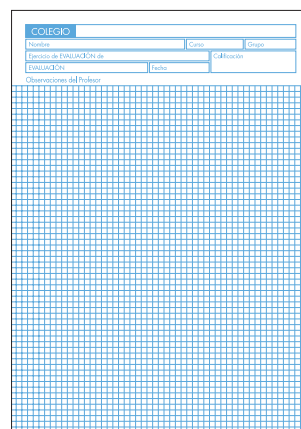 COLEGIO
Nombre Curso Grupo
Ejercicio de EVALUACIÓN de Calificación
EVALUACIÓN Fecha
Observaciones del Profesor